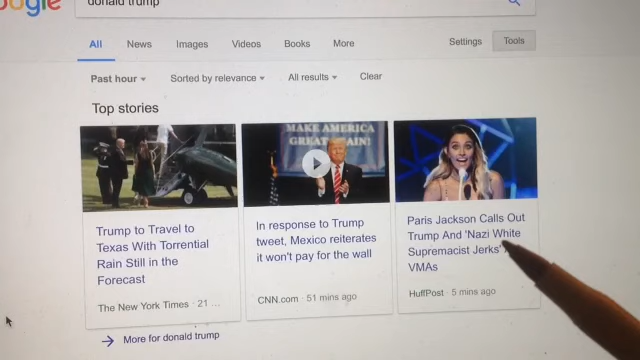 oogle
donald trump
All News Images Videos Books More Settings Tools
Past hour Sorted by relevance All results Clear
Top stories
MAKE AMERICA
GREAT AGAIN!
Trump to Travel to
Texas With Torrential
Rain Still in the
Forecast
The New York Times · 21 ...
In response to Trump
tweet, Mexico reiterates
it won't pay for the wall
CNN.com · 51 mins ago
Paris Jackson Calls Out
Trump And 'Nazi White
Supremacist Jerks'
VMAs
HuffPost · 5 mins ago
More for donald trump